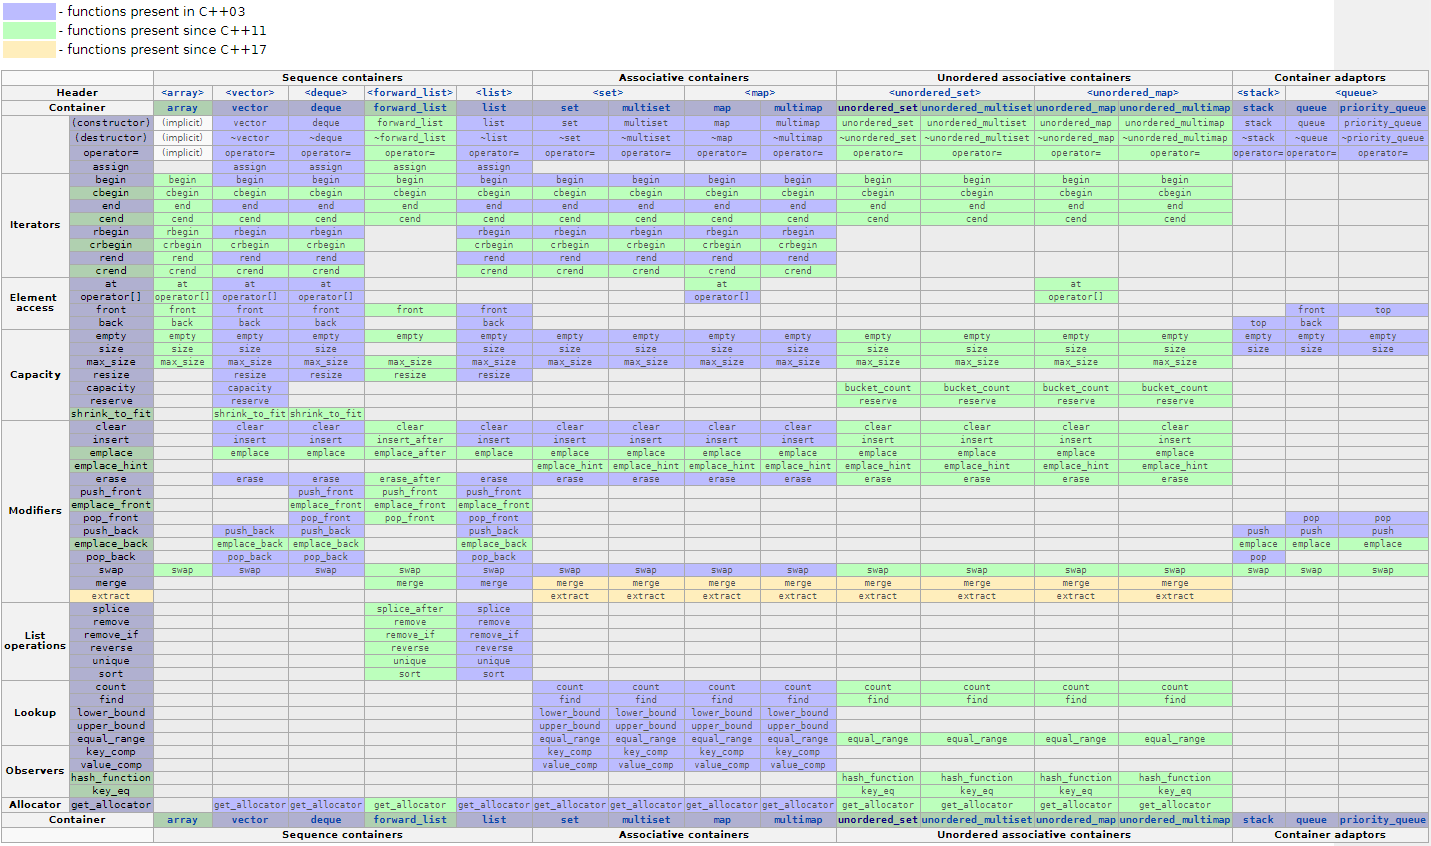 - functions present in C++03
- functions present since C++11
- functions present since C++17
Sequence containers Associative containers Unordered associative containers Container adaptors
Header <array> <vector> <deque> <forward_list> <list> <set> <map> <unordered_set> <unordered_map> <stack> <queue>
Container array vector deque forward_list list set multiset map multimap unordered_set unordered_multiset unordered_map unordered_multimap stack queue priority_queue
(constructor) (implicit) vector deque forward_list list set multiset map multimap unordered_set unordered_multiset unordered_map unordered_multimap stack queue priority_queue
(destructor) (implicit) ~vector ~deque ~forward_list ~list ~set ~multiset ~map ~multimap ~unordered_set ~unordered_multiset ~unordered_map ~unordered_multimap ~stack ~queue ~priority_queue
operator= (implicit) operator= operator= operator= operator= operator= operator= operator= operator= operator= operator= operator= operator= operator= operator= operator=
assign assign assign assign assign
Iterators
begin begin begin begin begin begin begin begin begin begin begin begin begin begin
cbegin cbegin cbegin cbegin cbegin cbegin cbegin cbegin cbegin cbegin cbegin cbegin cbegin cbegin
end end end end end end end end end end end end end end
cend cend cend cend cend cend cend cend cend cend cend cend cend cend
rbegin rbegin rbegin rbegin rbegin rbegin rbegin rbegin rbegin
crbegin crbegin crbegin crbegin crbegin crbegin crbegin crbegin crbegin
rend rend rend rend rend rend rend rend rend
crend crend crend crend crend crend crend crend crend
Element
access
at at at at at at
operator[] operator[] operator[] operator[] operator[] operator[]
front front front front front front front top
back back back back back top back
Capacity
empty empty empty empty empty empty empty empty empty empty empty empty empty empty empty empty empty
size size size size size size size size size size size size size size size size
max_size max_size max_size max_size max_size max_size max_size max_size max_size max_size max_size max_size max_size max_size
resize resize resize resize resize
capacity capacity bucket_count bucket_count bucket_count bucket_count
reserve reserve reserve reserve reserve reserve
shrink_to_fit shrink_to_fit shrink_to_fit
Modifiers
clear clear clear clear clear clear clear clear clear clear clear clear clear
insert insert insert insert_after insert insert insert insert insert insert insert insert insert
emplace emplace emplace emplace_after emplace emplace emplace emplace emplace emplace emplace emplace emplace
emplace_hint emplace_hint emplace_hint emplace_hint emplace_hint emplace_hint emplace_hint emplace_hint emplace_hint
erase erase erase erase_after erase erase erase erase erase erase erase erase erase
push_front push_front push_front push_front
emplace_front emplace_front emplace_front emplace_front
pop_front pop_front pop_front pop_front pop pop
push_back push_back push_back push_back push push push
emplace_back emplace_back emplace_back emplace_back emplace emplace emplace
pop_back pop_back pop_back pop_back pop
swap swap swap swap swap swap swap swap swap swap swap swap swap swap swap swap swap
merge merge merge merge merge merge merge merge merge merge merge
extract extract extract extract extract extract extract extract extract
List
operations
splice splice_after splice
remove remove remove
remove_if remove_if remove_if
reverse reverse reverse
unique unique unique
sort sort sort
Lookup
count count count count count count count count count
find find find find find find find find find
lower_bound lower_bound lower_bound lower_bound lower_bound
upper_bound upper_bound upper_bound upper_bound upper_bound
equal_range equal_range equal_range equal_range equal_range equal_range equal_range equal_range equal_range
Observers
key_comp key_comp key_comp key_comp key_comp
value_comp value_comp value_comp value_comp value_comp
hash_function hash_function hash_function hash_function hash_function
key_eq key_eq key_eq key_eq key_eq
Allocator get_allocator get_allocator get_allocator get_allocator get_allocator get_allocator get_allocator get_allocator get_allocator get_allocator get_allocator get_allocator get_allocator
Container array vector deque forward_list list set multiset map multimap unordered_set unordered_multiset unordered_map unordered_multimap stack queue priority_queue
Sequence containers Associative containers Unordered associative containers Container adaptors